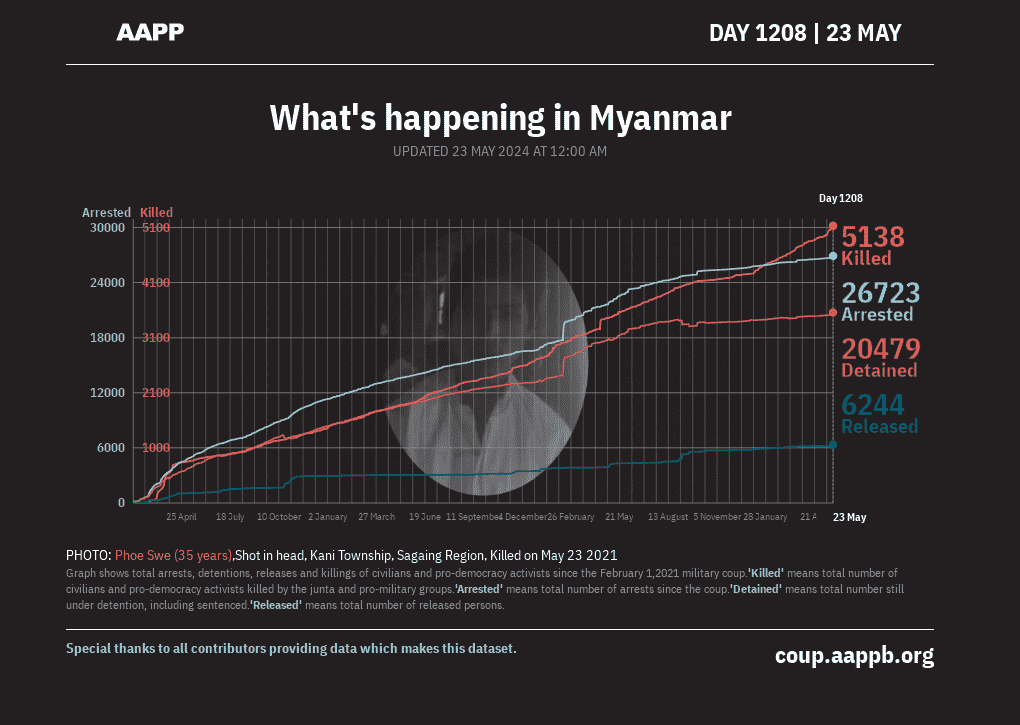 AAPP
DAY 1208 | 23 MAY
What's happening in Myanmar
UPDATED 23 MAY 2024 AT 12:00 AM
Day 1208
Arrested Killed
30000 5100
24000 4100
18000 3100
12000 2100
6000 1000
0
5138
Killed
26723
Arrested
20479
Detained
6244
Released
25 April 18 July 10 October 2 January 27 March 19 June 11 September 4 December 26 February 21 May 13 August 5 November 28 January 21 A 23 May
PHOTO: Phoe Swe (35 years),Shot in head, Kani Township, Sagaing Region, Killed on May 23 2021
Graph shows total arrests, detentions, releases and killings of civilians and pro-democracy activists since the February 1,2021 military coup.'Killed' means total number of
civilians and pro-democracy activists killed by the junta and pro-military groups.'Arrested' means total number of arrests since the coup.'Detained' means total number still
under detention, including sentenced.'Released' means total number of released persons.
Special thanks to all contributors providing data which makes this dataset.
coup.aappb.org